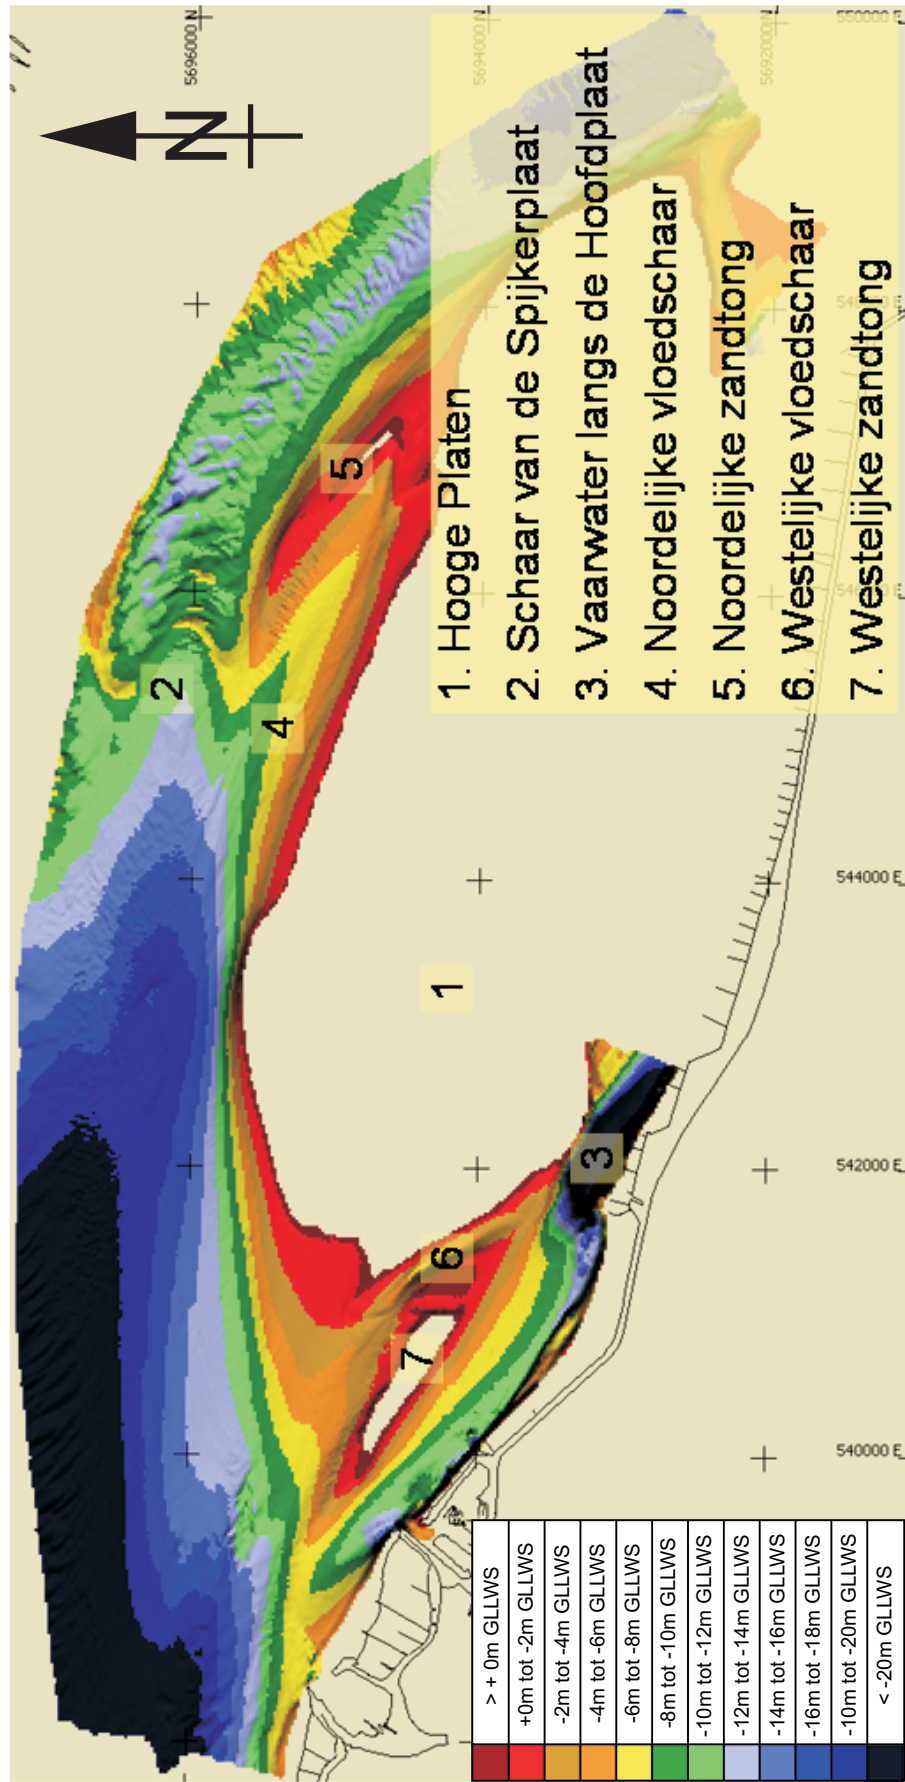 5696000 N
5694000 N
5692000 N
550000 E
N
1. Hooge Platen
2. Schaar van de Spijkerplaat
3. Vaarwater langs de Hoofdplaat
4. Noordelijke vloedschaar
5. Noordelijke zandtong
6. Westelijke vloedschaar
7. Westelijke zandtong
548000 E
546000 E
544000 E
542000 E
540000 E
5
2
4
1
3
6
7
> + 0m GLLWS
+0m tot -2m GLLWS
-2m tot -4m GLLWS
-4m tot -6m GLLWS
-6m tot -8m GLLWS
-8m tot -10m GLLWS
-10m tot -12m GLLWS
-12m tot -14m GLLWS
-14m tot -16m GLLWS
-16m tot -18m GLLWS
-10m tot -20m GLLWS
< -20m GLLWS